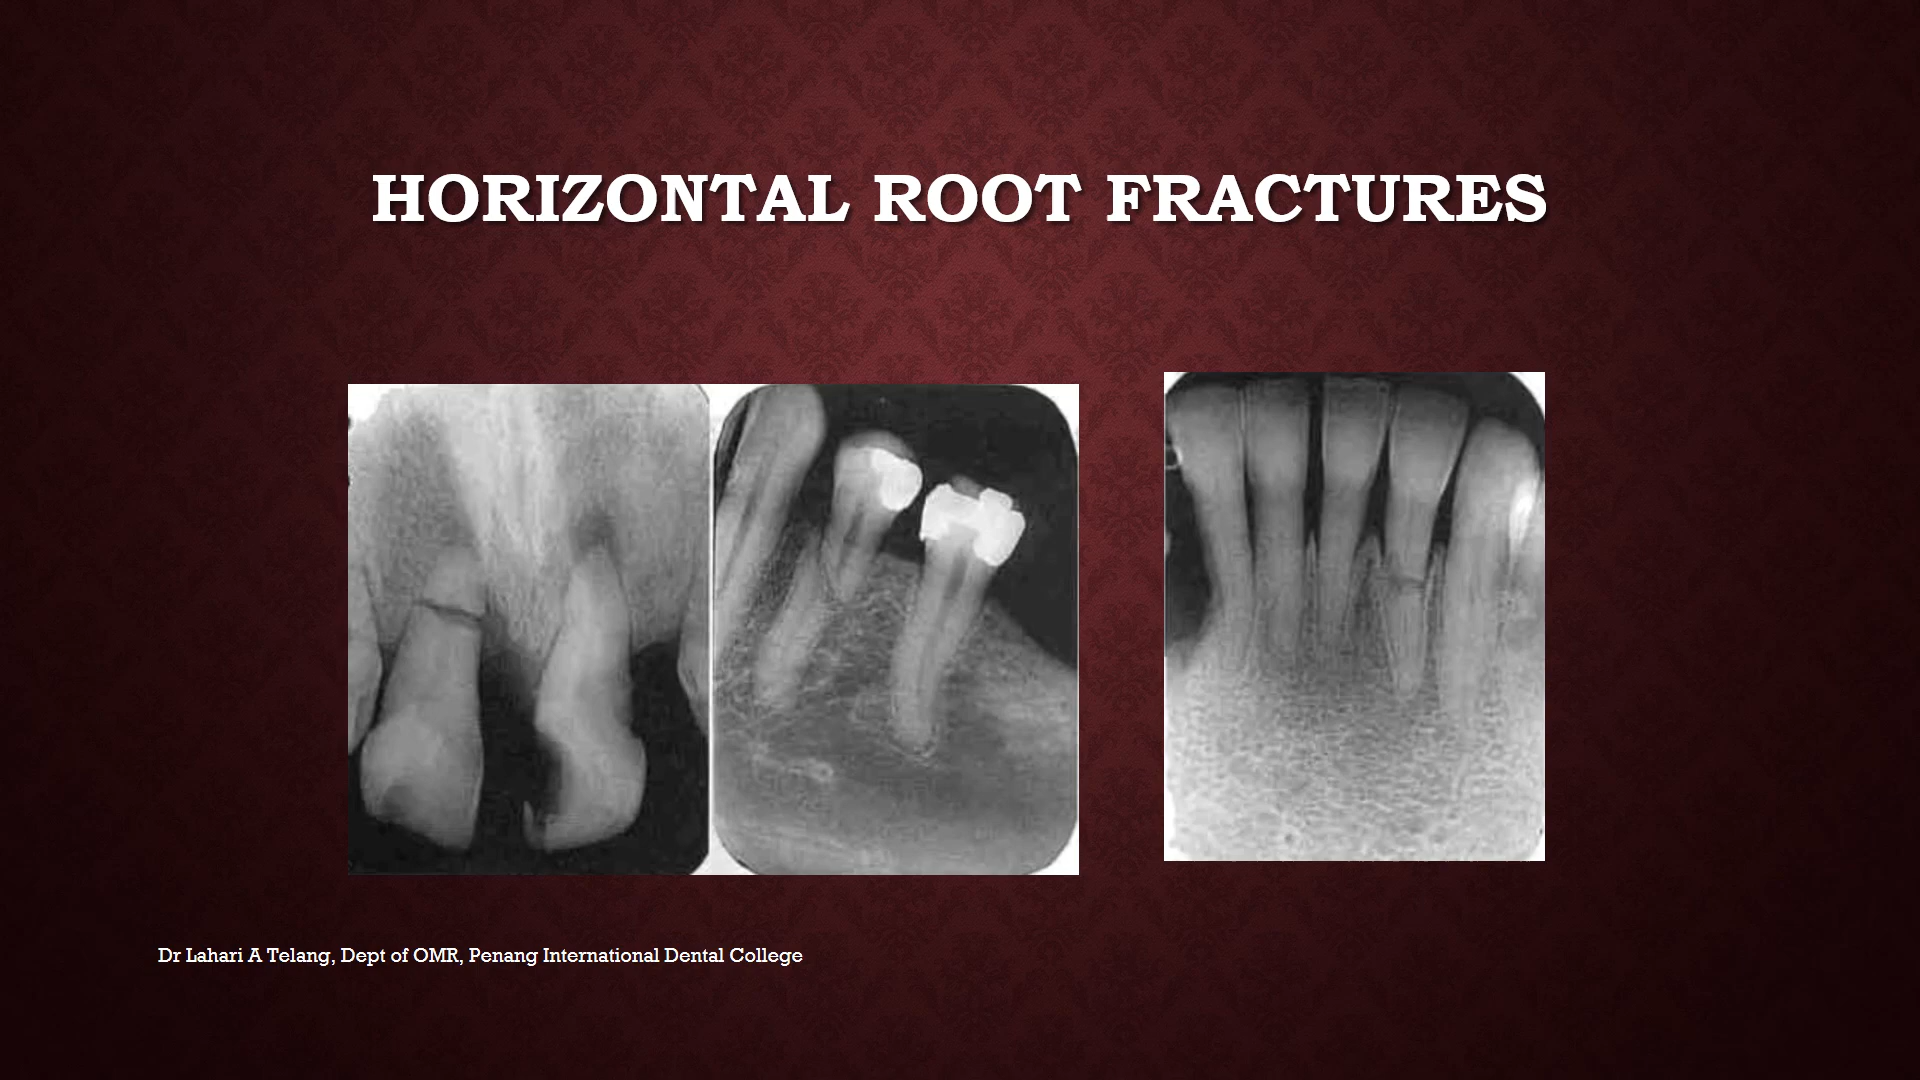 HORIZONTAL ROOT FRACTURES
Dr Lahari A Telang, Dept of OMR, Penang International Dental College